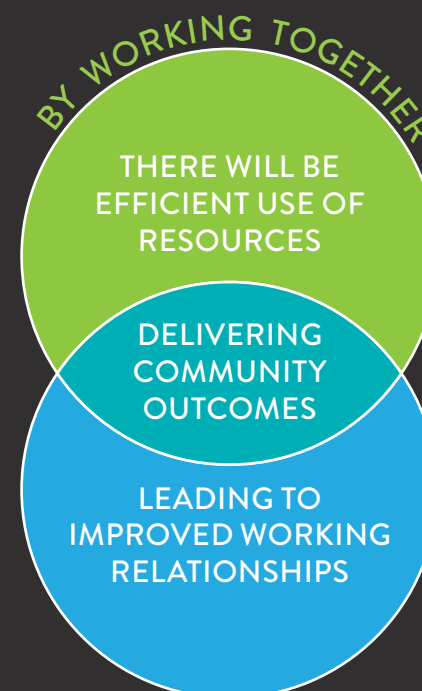 BY WORKING TOGETHER
THERE WILL BE
EFFICIENT USE OF
RESOURCES
DELIVERING
COMMUNITY
OUTCOMES
LEADING TO
IMPROVED WORKING
RELATIONSHIPS